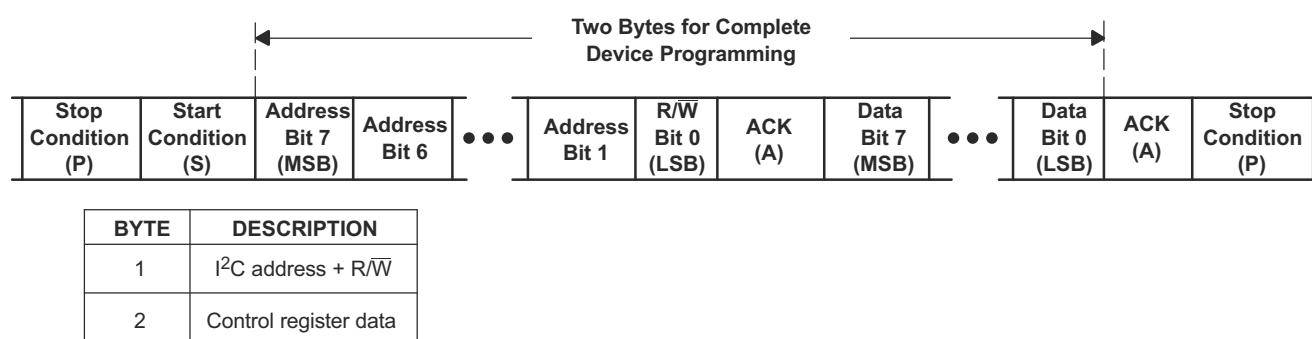 Two Bytes for Complete
Device Programming
Stop
Condition
(P)
Start
Condition
(S)
Address
Bit 7
(MSB)
Address
Bit 6
•••
Address
Bit 1
R/W̅
Bit 0
(LSB)
ACK
(A)
Data
Bit 7
(MSB)
•••
Data
Bit 0
(LSB)
ACK
(A)
Stop
Condition
(P)
BYTE DESCRIPTION
1 I²C address + R/W̅
2 Control register data